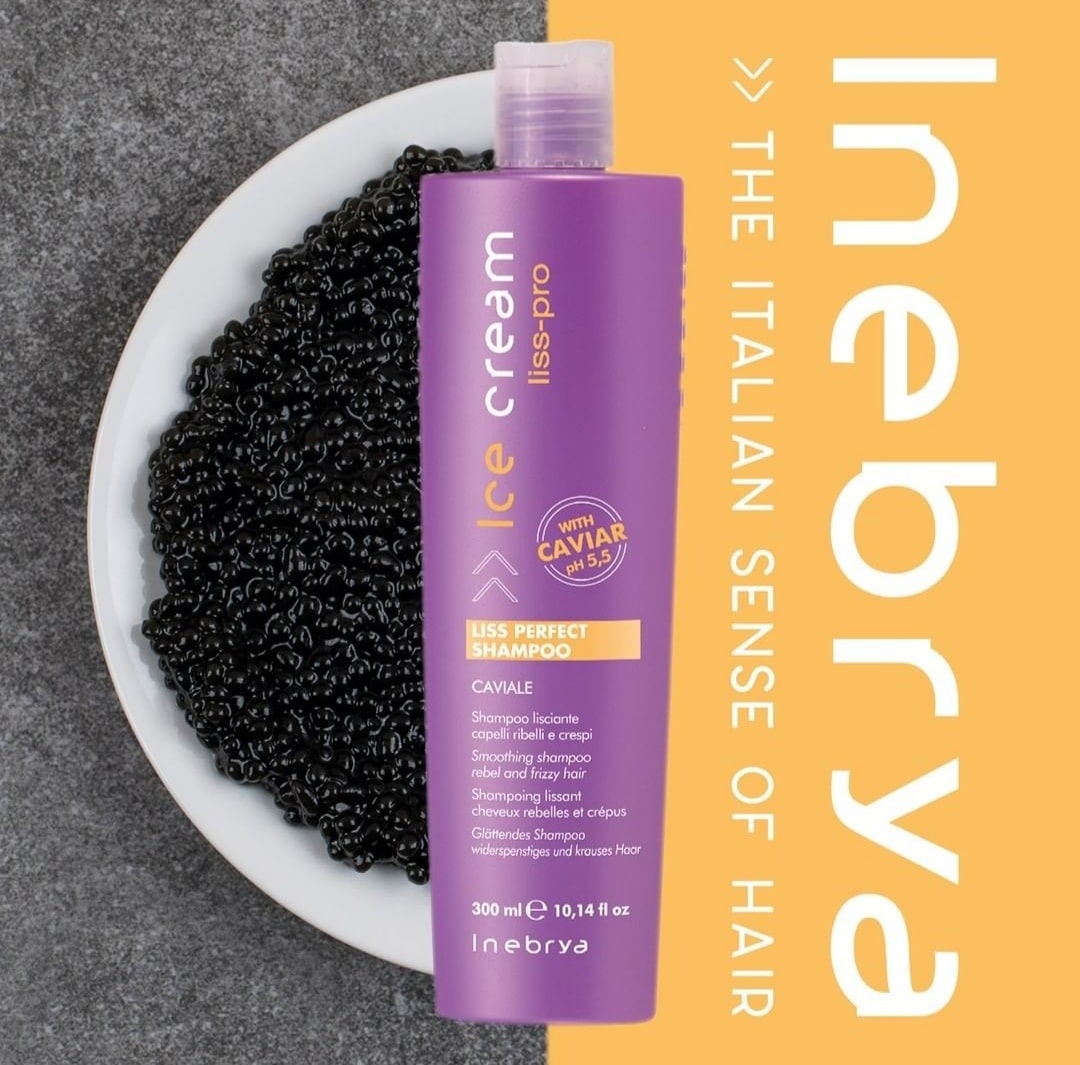 Ice cream
liss-pro
WITH
CAVIAR
pH 5,5
LISS PERFECT
SHAMPOO
CAVIALE
Shampoo lisciante
capelli ribelli e crespi
Smoothing shampoo
rebel and frizzy hair
Shampoing lissant
cheveux rebelles et crépus
Glättendes Shampoo
widerspenstiges und krauses Haar
300 ml ℮ 10,14 fl oz
Inebrya
>> THE ITALIAN SENSE OF HAIR
Inebrya